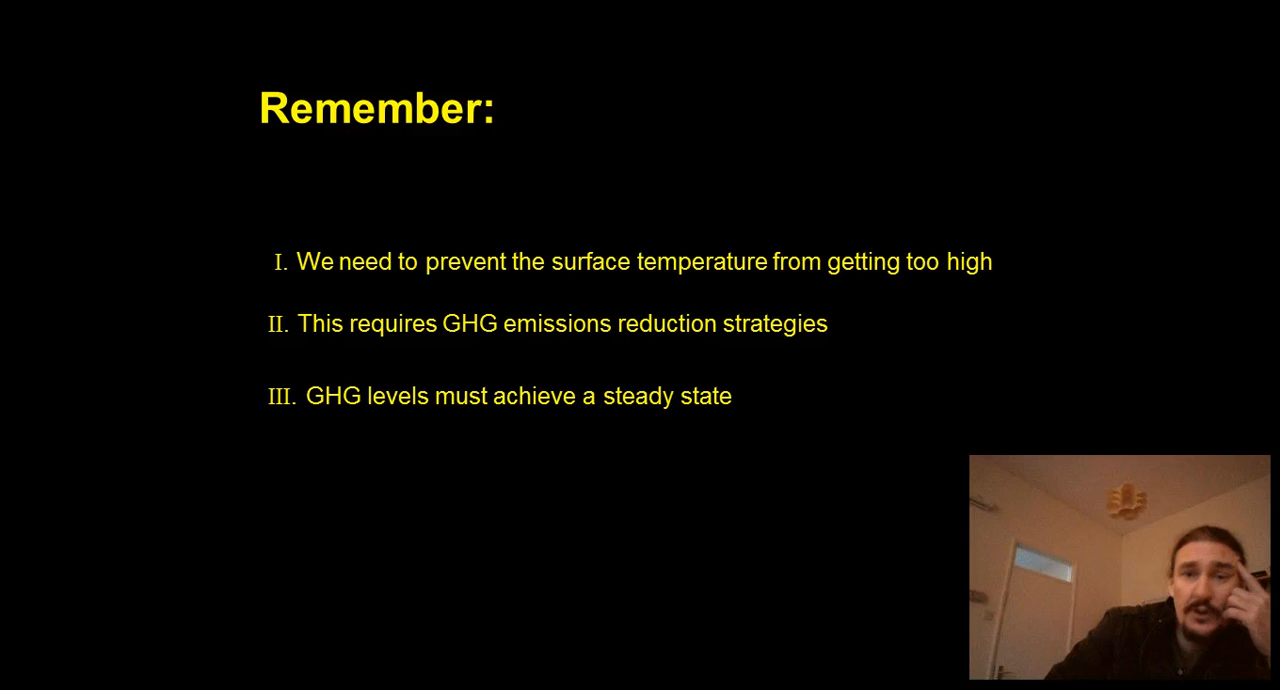 Remember:
I. We need to prevent the surface temperature from getting too high
II. This requires GHG emissions reduction strategies
III. GHG levels must achieve a steady state